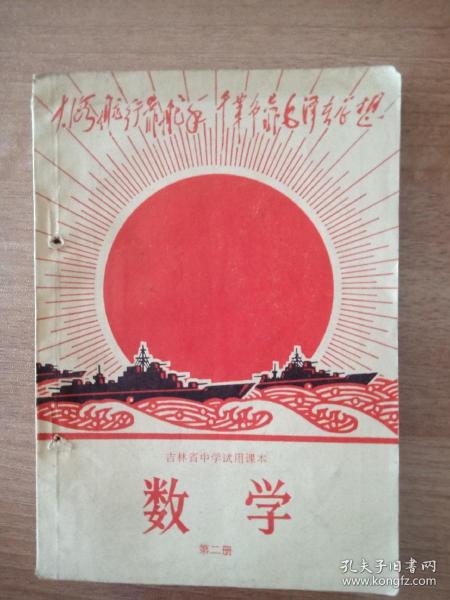 大海航行靠舵手 干革命靠毛泽东思想
吉林省中学试用课本
数学
第二册
孔夫子旧书网
www.kongfz.com